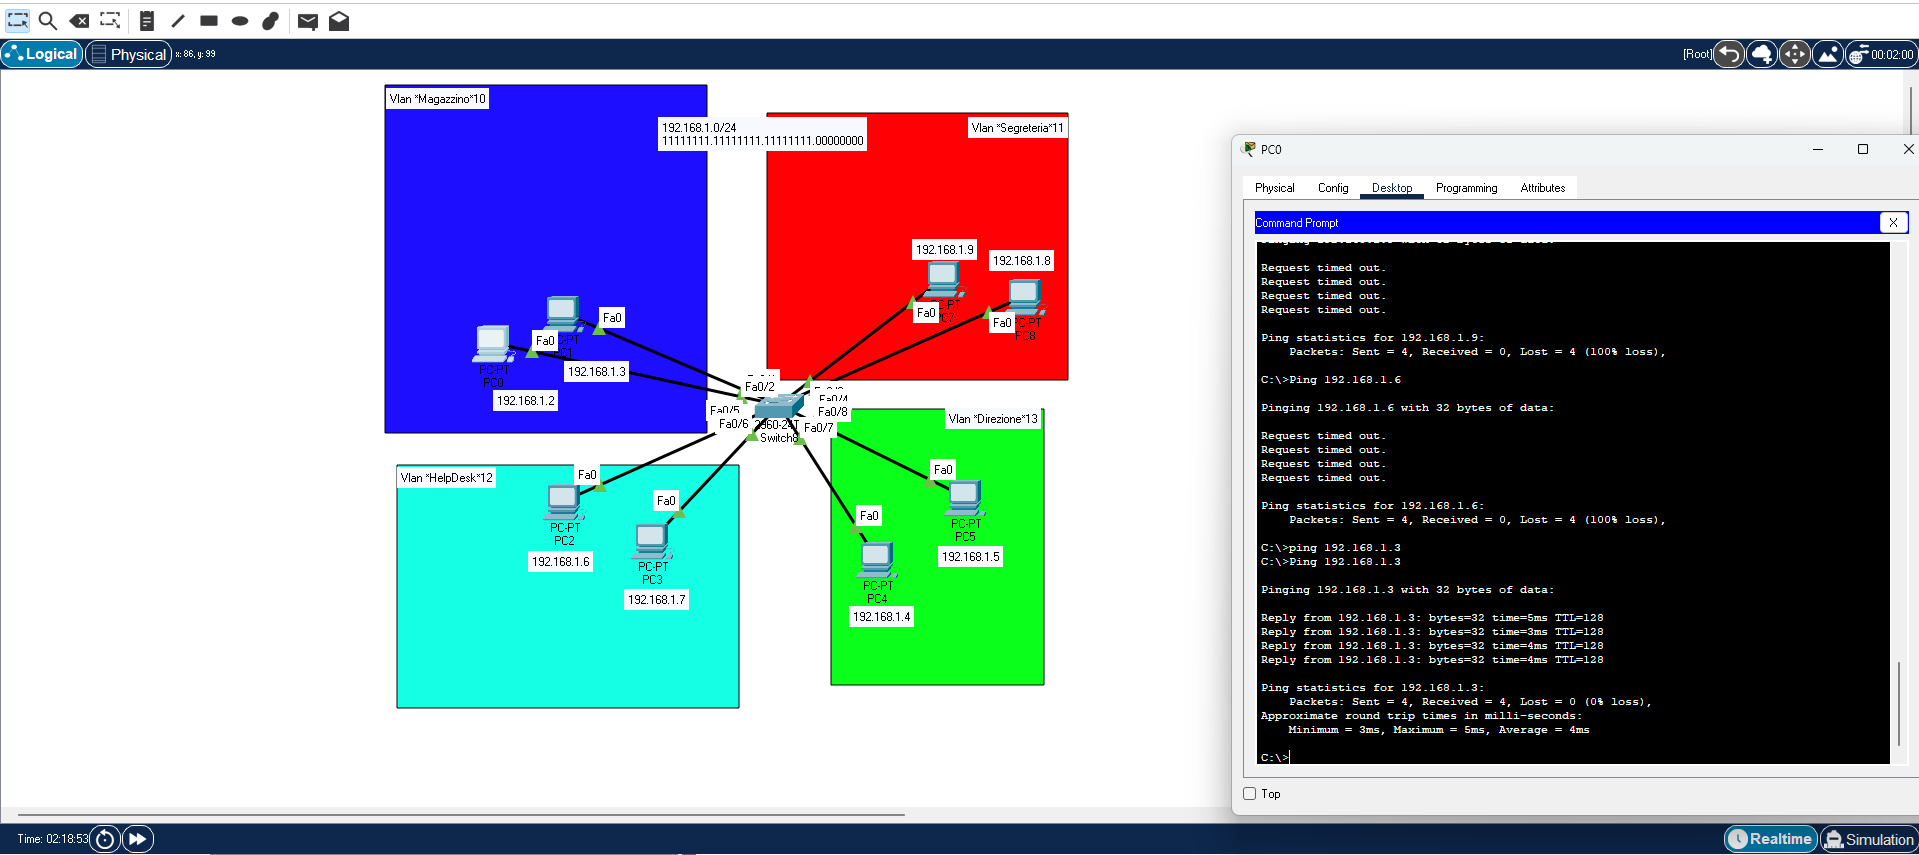 Logical
Physical
x: 86, y: 99
[Root]
00:02:00
Vlan *Magazzino*10
192.168.1.0/24
11111111.11111111.11111111.00000000
Vlan *Segreteria*11
192.168.1.9
192.168.1.8
PC-PT
PC7
Fa0
PC-PT
PC8
Fa0
Fa0
Fa0
PC-PT
PC1
PC-PT
PC0
192.168.1.3
192.168.1.2
Fa0/2
Fa0/4
Fa0/5
Fa0/8
Fa0/6
Fa0/7
2960-24T
Switch8
Vlan *Direzione*13
Vlan *HelpDesk*12
Fa0
PC-PT
PC2
192.168.1.6
Fa0
PC-PT
PC3
192.168.1.7
Fa0
PC-PT
PC5
192.168.1.5
Fa0
PC-PT
PC4
192.168.1.4
PC0
Physical
Config
Desktop
Programming
Attributes
Command Prompt
X
Request timed out.
Request timed out.
Request timed out.
Request timed out.
Ping statistics for 192.168.1.9:
Packets: Sent = 4, Received = 0, Lost = 4 (100% loss),
C:\>Ping 192.168.1.6
Pinging 192.168.1.6 with 32 bytes of data:
Request timed out.
Request timed out.
Request timed out.
Request timed out.
Ping statistics for 192.168.1.6:
Packets: Sent = 4, Received = 0, Lost = 4 (100% loss),
C:\>ping 192.168.1.3
C:\>Ping 192.168.1.3
Pinging 192.168.1.3 with 32 bytes of data:
Reply from 192.168.1.3: bytes=32 time=5ms TTL=128
Reply from 192.168.1.3: bytes=32 time=3ms TTL=128
Reply from 192.168.1.3: bytes=32 time=4ms TTL=128
Reply from 192.168.1.3: bytes=32 time=4ms TTL=128
Ping statistics for 192.168.1.3:
Packets: Sent = 4, Received = 4, Lost = 0 (0% loss),
Approximate round trip times in milli-seconds:
Minimum = 3ms, Maximum = 5ms, Average = 4ms
C:\>
Top
Time: 02:18:53
Realtime
Simulation